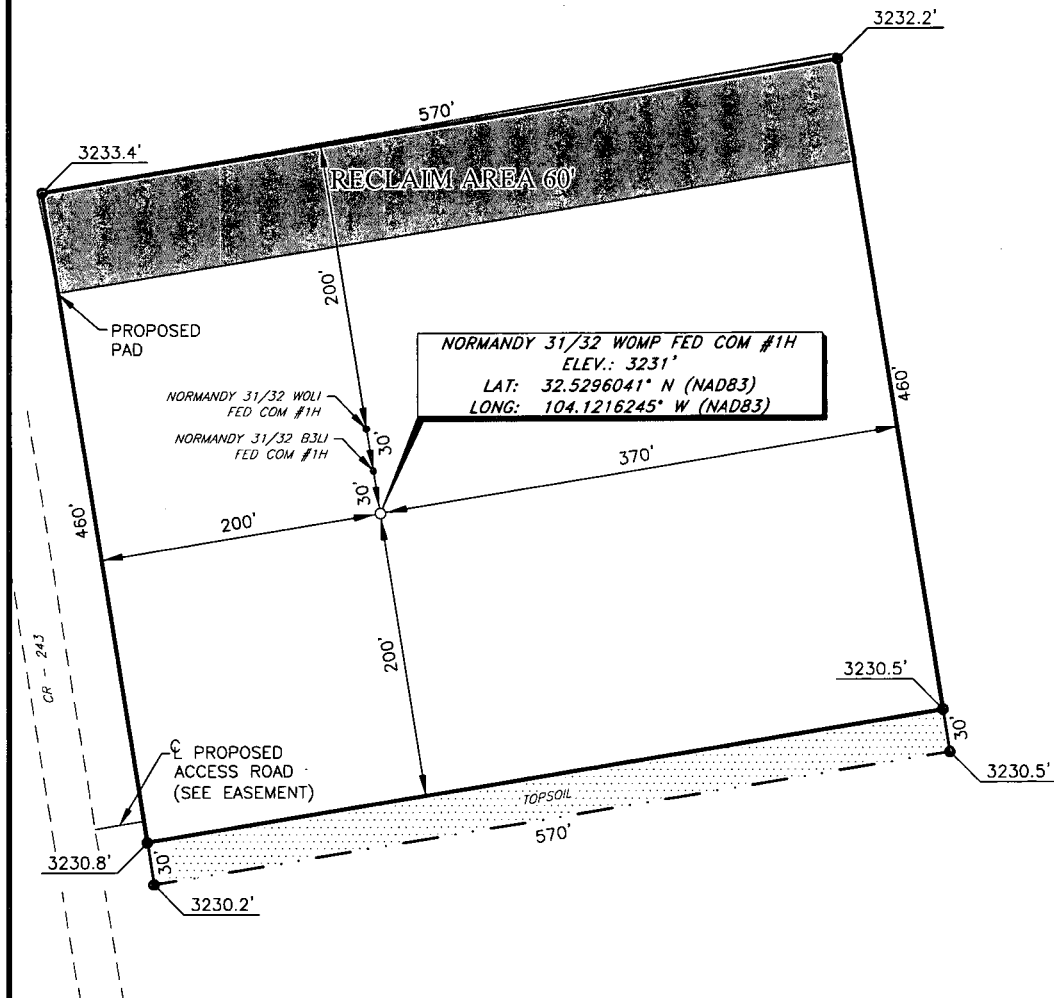 3232.2'
570'
3233.4'
RECLAIM AREA 60'
200'
PROPOSED
PAD
NORMANDY 31/32 W0MP FED COM #1H
ELEV.: 3231'
LAT: 32.5296041° N (NAD83)
LONG: 104.1216245° W (NAD83)
NORMANDY 31/32 W0LI
FED COM #1H
30'
NORMANDY 31/32 B3LI
FED COM #1H
30'
460'
370'
200'
460'
200'
CR - 243
3230.5'
30'
℄ PROPOSED
ACCESS ROAD
(SEE EASEMENT)
3230.5'
TOPSOIL
570'
3230.8'
30'
3230.2'